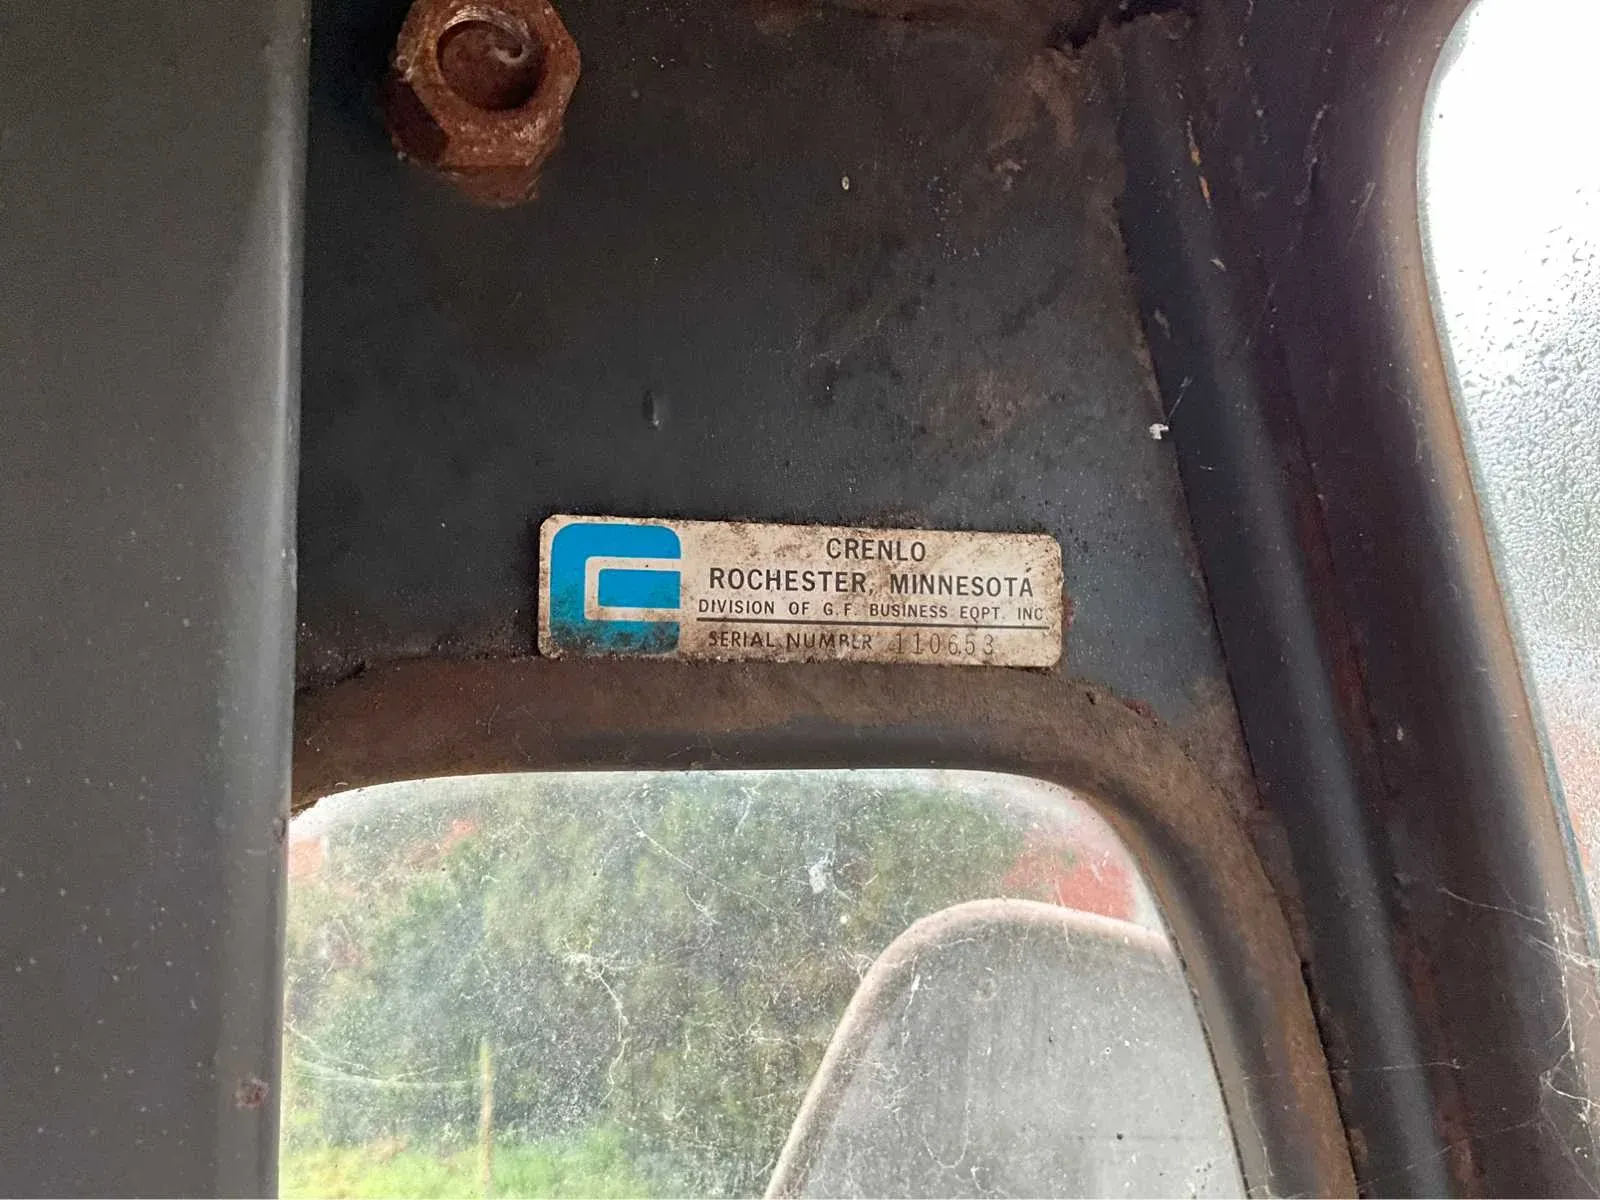 CRENLO
ROCHESTER, MINNESOTA
DIVISION OF G.F. BUSINESS EQPT. INC
SERIAL NUMBER 110653